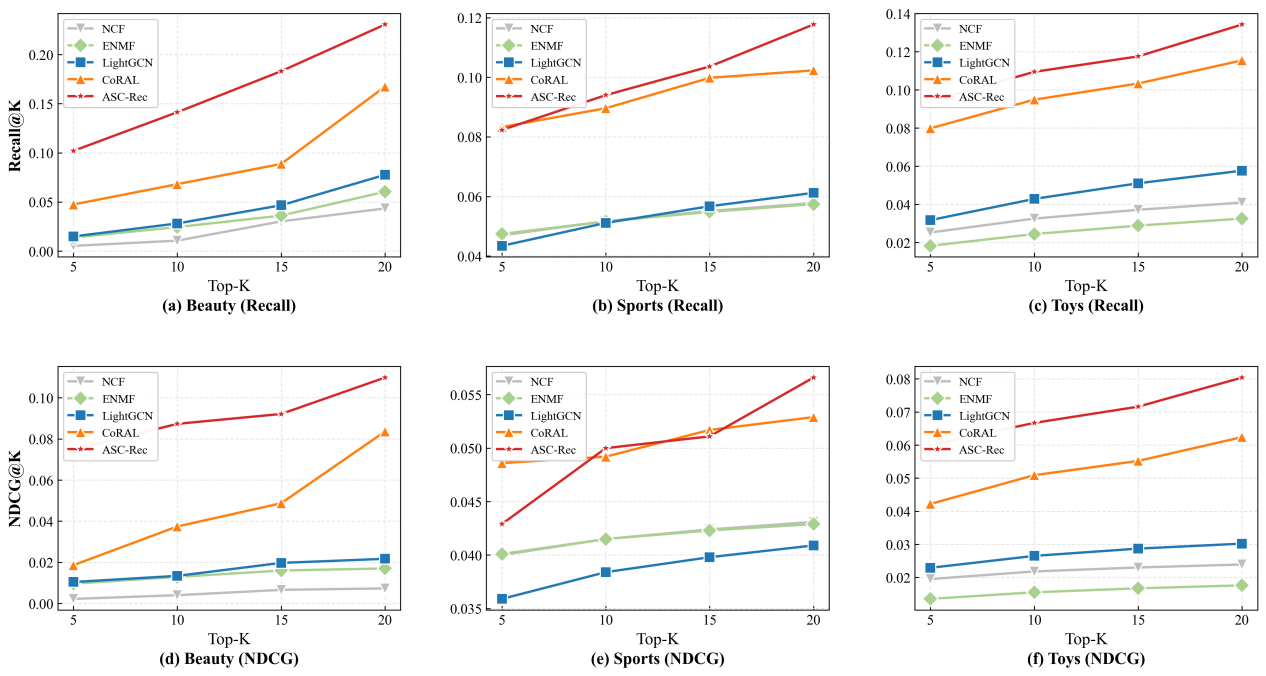 Recall@K
0.20
0.15
0.10
0.05
0.00
NCF
ENMF
LightGCN
CoRAL
ASC-Rec
5 10 15 20
Top-K
(a) Beauty (Recall)
0.12
0.10
0.08
0.06
0.04
NCF
ENMF
LightGCN
CoRAL
ASC-Rec
5 10 15 20
Top-K
(b) Sports (Recall)
0.14
0.12
0.10
0.08
0.06
0.04
0.02
NCF
ENMF
LightGCN
CoRAL
ASC-Rec
5 10 15 20
Top-K
(c) Toys (Recall)
NDCG@K
0.10
0.08
0.06
0.04
0.02
0.00
NCF
ENMF
LightGCN
CoRAL
ASC-Rec
5 10 15 20
Top-K
(d) Beauty (NDCG)
0.055
0.050
0.045
0.040
0.035
NCF
ENMF
LightGCN
CoRAL
ASC-Rec
5 10 15 20
Top-K
(e) Sports (NDCG)
0.08
0.07
0.06
0.05
0.04
0.03
0.02
NCF
ENMF
LightGCN
CoRAL
ASC-Rec
5 10 15 20
Top-K
(f) Toys (NDCG)